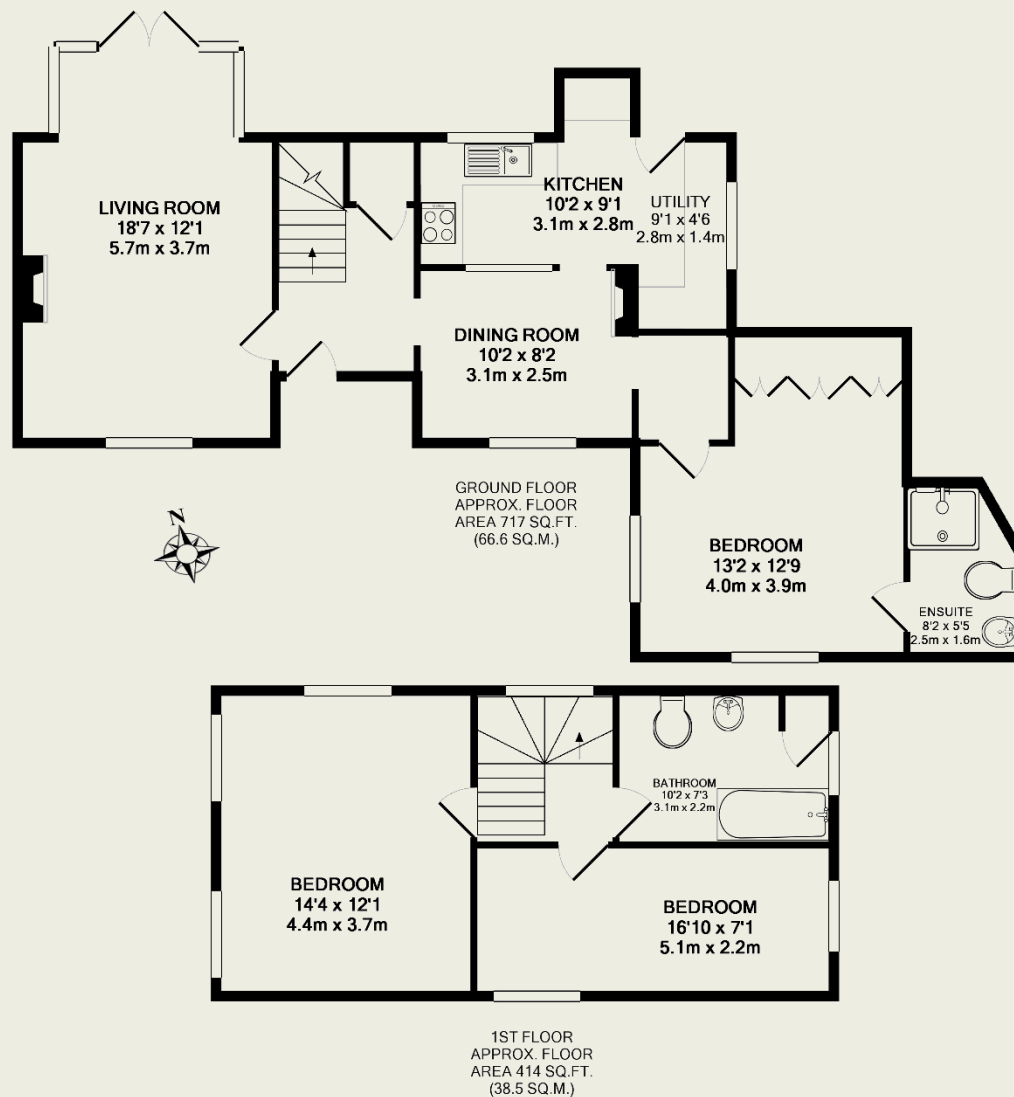 LIVING ROOM
18'7 x 12'1
5.7m x 3.7m
KITCHEN
10'2 x 9'1
3.1m x 2.8m
UTILITY
9'1 x 4'6
2.8m x 1.4m
DINING ROOM
10'2 x 8'2
3.1m x 2.5m
GROUND FLOOR
APPROX. FLOOR
AREA 717 SQ.FT.
(66.6 SQ.M.)
N
BEDROOM
13'2 x 12'9
4.0m x 3.9m
ENSUITE
8'2 x 5'5
2.5m x 1.6m
BATHROOM
10'2 x 7'3
3.1m x 2.2m
BEDROOM
14'4 x 12'1
4.4m x 3.7m
BEDROOM
16'10 x 7'1
5.1m x 2.2m
1ST FLOOR
APPROX. FLOOR
AREA 414 SQ.FT.
(38.5 SQ.M.)